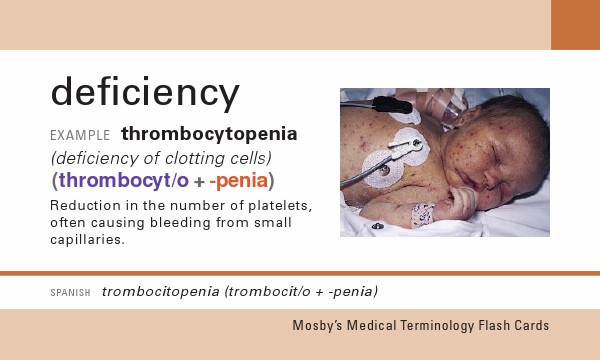 deficiency
EXAMPLE thrombocytopenia
(deficiency of clotting cells)
(thrombocyt/o + -penia)
Reduction in the number of platelets,
often causing bleeding from small
capillaries.
SPANISH trombocitopenia (trombocit/o + -penia)
Mosby's Medical Terminology Flash Cards